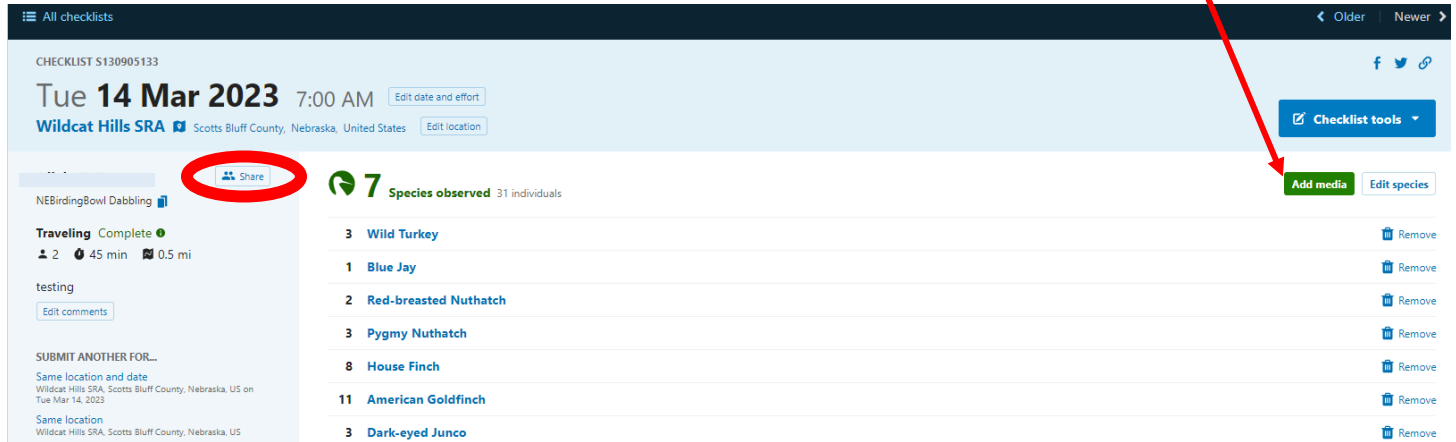 All checklists
Older Newer
CHECKLIST S130905133
Tue 14 Mar 2023 7:00 AM Edit date and effort
Wildcat Hills SRA Scotts Bluff County, Nebraska, United States Edit location
Checklist tools
Share
NEBirdingBowl Dabbling
Traveling Complete
2 45 min 0.5 mi
testing
Edit comments
SUBMIT ANOTHER FOR...
Same location and date
Wildcat Hills SRA, Scotts Bluff County, Nebraska, US on
Tue Mar 14, 2023
Same location
Wildcat Hills SRA, Scotts Bluff County, Nebraska, US
7 Species observed 31 individuals
Add media Edit species
3 Wild Turkey Remove
1 Blue Jay Remove
2 Red-breasted Nuthatch Remove
3 Pygmy Nuthatch Remove
8 House Finch Remove
11 American Goldfinch Remove
3 Dark-eyed Junco Remove